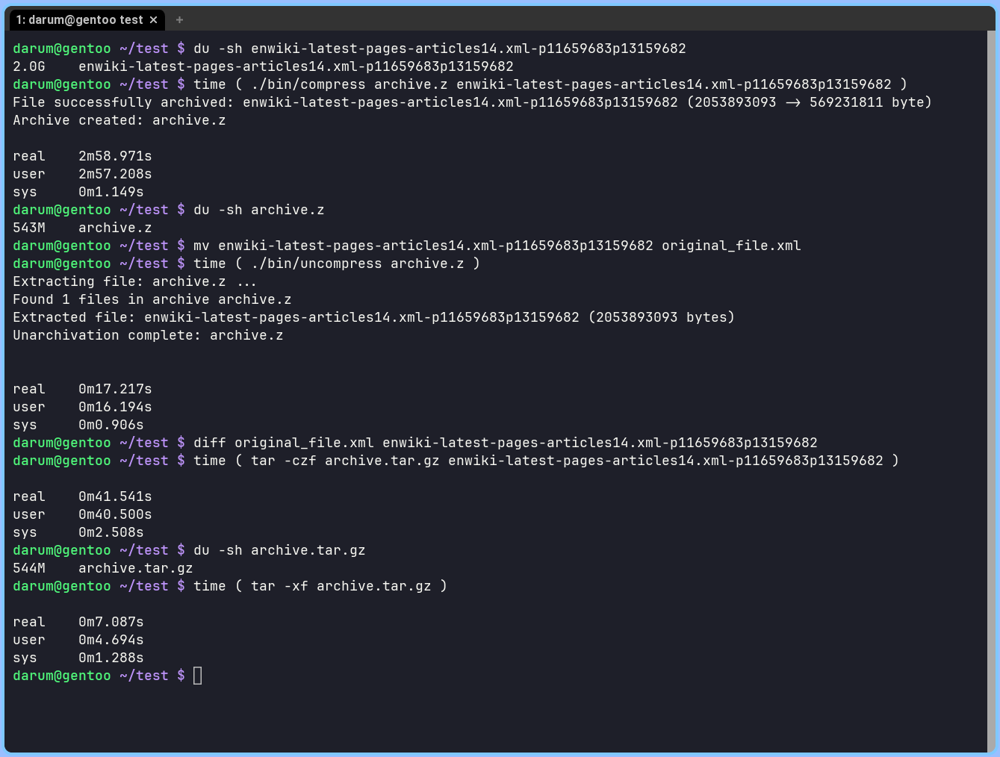 1: darum@gentoo test × +
darum@gentoo ~/test $ du -sh enwiki-latest-pages-articles14.xml-p11659683p13159682
2.0G    enwiki-latest-pages-articles14.xml-p11659683p13159682
darum@gentoo ~/test $ time ( ./bin/compress archive.z enwiki-latest-pages-articles14.xml-p11659683p13159682 )
File successfully archived: enwiki-latest-pages-articles14.xml-p11659683p13159682 (2053893093 -> 569231811 byte)
Archive created: archive.z
real    2m58.971s
user    2m57.208s
sys     0m1.149s
darum@gentoo ~/test $ du -sh archive.z
543M    archive.z
darum@gentoo ~/test $ mv enwiki-latest-pages-articles14.xml-p11659683p13159682 original_file.xml
darum@gentoo ~/test $ time ( ./bin/uncompress archive.z )
Extracting file: archive.z ...
Found 1 files in archive archive.z
Extracted file: enwiki-latest-pages-articles14.xml-p11659683p13159682 (2053893093 bytes)
Unarchivation complete: archive.z
real    0m17.217s
user    0m16.194s
sys     0m0.906s
darum@gentoo ~/test $ diff original_file.xml enwiki-latest-pages-articles14.xml-p11659683p13159682
darum@gentoo ~/test $ time ( tar -czf archive.tar.gz enwiki-latest-pages-articles14.xml-p11659683p13159682 )
real    0m41.541s
user    0m40.500s
sys     0m2.508s
darum@gentoo ~/test $ du -sh archive.tar.gz
544M    archive.tar.gz
darum@gentoo ~/test $ time ( tar -xf archive.tar.gz )
real    0m7.087s
user    0m4.694s
sys     0m1.288s
darum@gentoo ~/test $